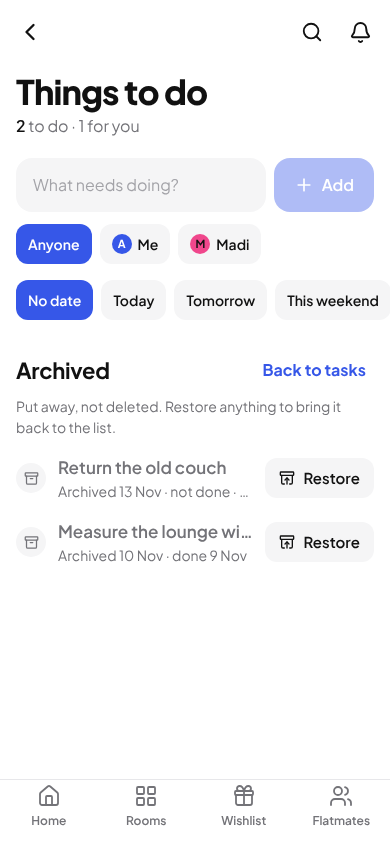 Things to do
2 to do · 1 for you
What needs doing?
Add
Anyone
A Me
M Madi
No date
Today
Tomorrow
This weekend
Archived
Back to tasks
Put away, not deleted. Restore anything to bring it
back to the list.
Return the old couch
Archived 13 Nov · not done · ...
Restore
Measure the lounge wi...
Archived 10 Nov · done 9 Nov
Restore
Home
Rooms
Wishlist
Flatmates